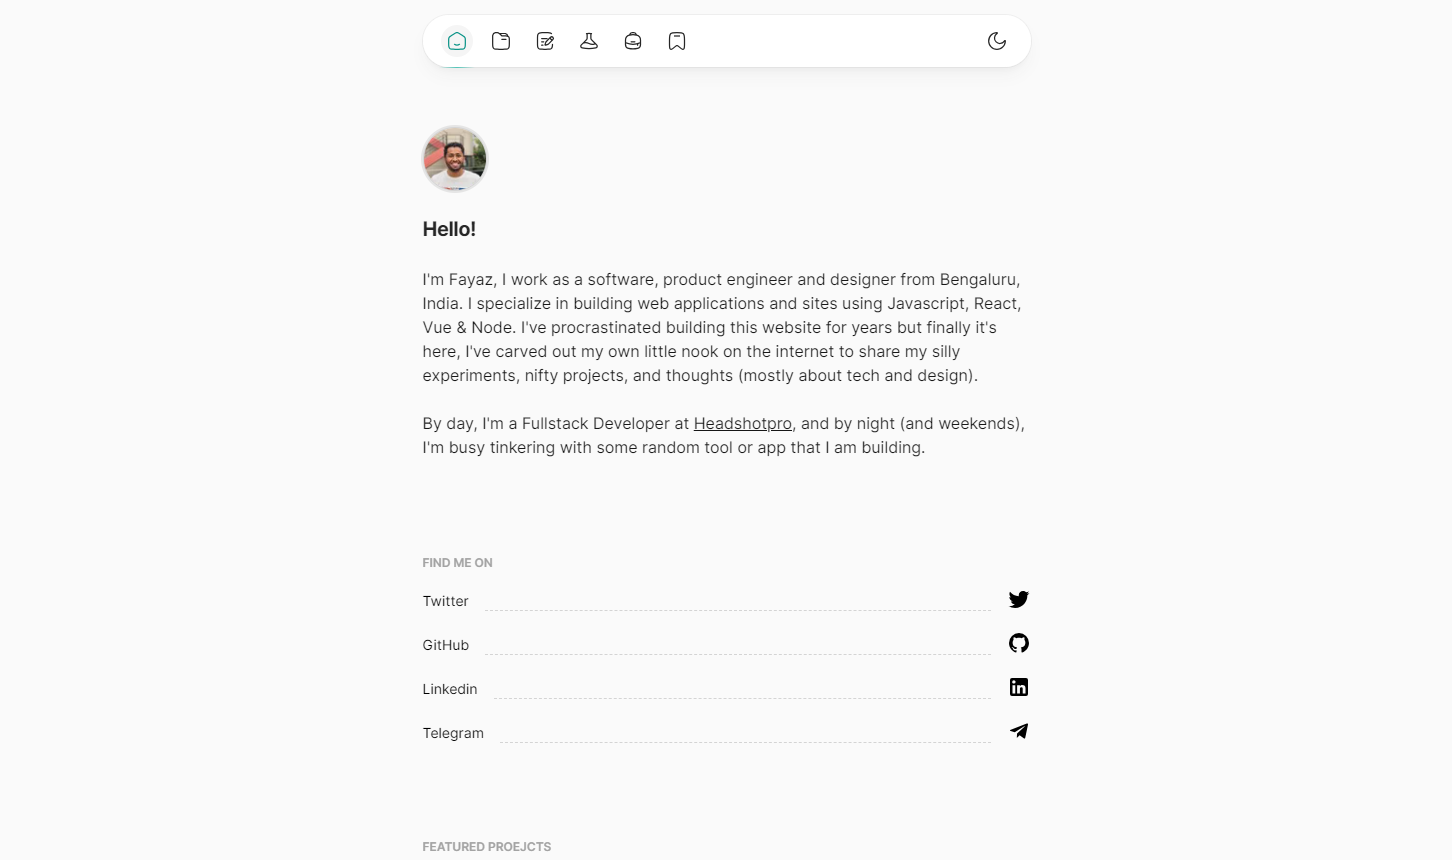 Hello!
I'm Fayaz, I work as a software, product engineer and designer from Bengaluru,
India. I specialize in building web applications and sites using Javascript, React,
Vue & Node. I've procrastinated building this website for years but finally it's
here, I've carved out my own little nook on the internet to share my silly
experiments, nifty projects, and thoughts (mostly about tech and design).
By day, I'm a Fullstack Developer at Headshotpro, and by night (and weekends),
I'm busy tinkering with some random tool or app that I am building.
FIND ME ON
Twitter
GitHub
Linkedin
Telegram
FEATURED PROEJCTS